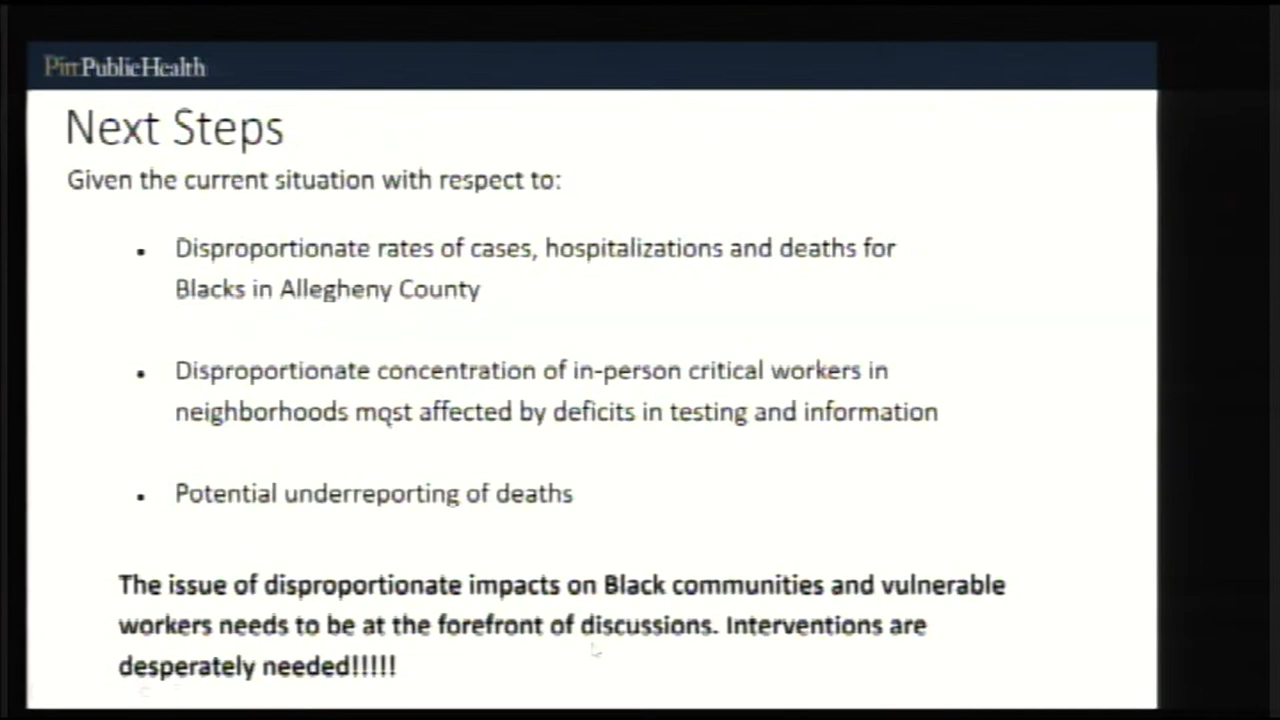 PittPublicHealth
Next Steps
Given the current situation with respect to:
▪ Disproportionate rates of cases, hospitalizations and deaths for
Blacks in Allegheny County
▪ Disproportionate concentration of in-person critical workers in
neighborhoods most affected by deficits in testing and information
▪ Potential underreporting of deaths
The issue of disproportionate impacts on Black communities and vulnerable
workers needs to be at the forefront of discussions. Interventions are
desperately needed!!!!!